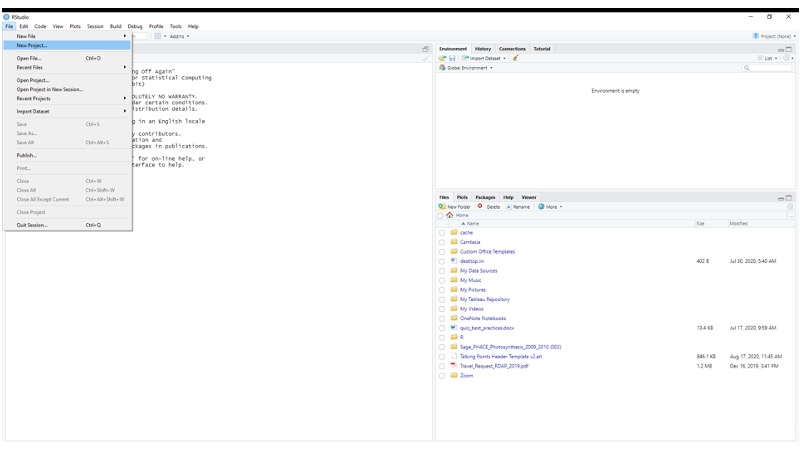 RStudio
File Edit Code View Plots Session Build Debug Profile Tools Help
Addins
Project: (None)
New File
New Project...
Open File... Ctrl+O
Recent Files
Open Project...
Open Project in New Session...
Recent Projects
Import Dataset
Save Ctrl+S
Save As...
Save All Ctrl+Alt+S
Publish...
Print...
Close Ctrl+W
Close All Ctrl+Shift+W
Close All Except Current Ctrl+Alt+Shift+W
Close Project
Quit Session... Ctrl+Q
ng Off Again"
or Statistical Computing
bit)
OLUTELY NO WARRANTY.
der certain conditions.
istribution details.
g in an English locale
y contributors.
ation and
ckages in publications.
' for on-line help, or
terface to help.
Environment History Connections Tutorial
Import Dataset
List
Global Environment
Environment is empty
Files Plots Packages Help Viewer
New Folder Delete Rename More
Home
Name Size Modified
cache
Camtasia
Custom Office Templates
desktop.ini 402 B Jul 30, 2020, 5:40 AM
My Data Sources
My Music
My Pictures
My Tableau Repository
My Videos
OneNote Notebooks
quiz_best_practices.docx 13.4 KB Jul 17, 2020, 9:59 AM
R
Sage_PHACE_Photosynthesis_2009_2010 (002)
Talking Points Header Template v2.ait 846.1 KB Aug 17, 2020, 11:45 AM
Travel_Request_RDAP_2019.pdf 1.2 MB Dec 16, 2019, 3:41 PM
Zoom